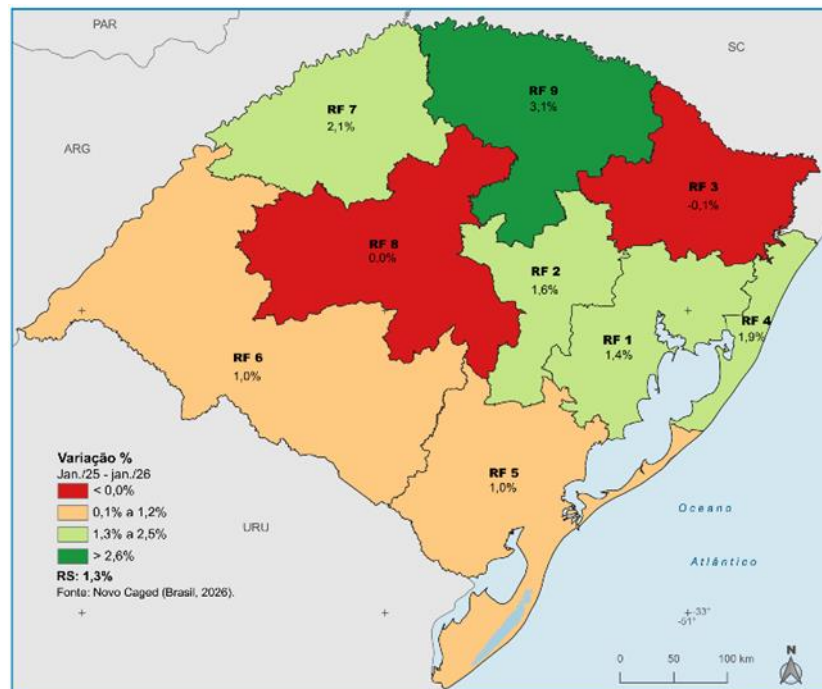 PAR
SC
ARG
RF 7
2,1%
RF 9
3,1%
RF 3
-0,1%
RF 8
0,0%
RF 2
1,6%
RF 1
1,4%
RF 4
1,9%
RF 6
1,0%
RF 5
1,0%
URU
Oceano
Atlântico
Variação %
Jan./25 - jan./26
< 0,0%
0,1% a 1,2%
1,3% a 2,5%
> 2,6%
RS: 1,3%
Fonte: Novo Caged (Brasil, 2026).
-33°
-51°
0 50 100 km
N